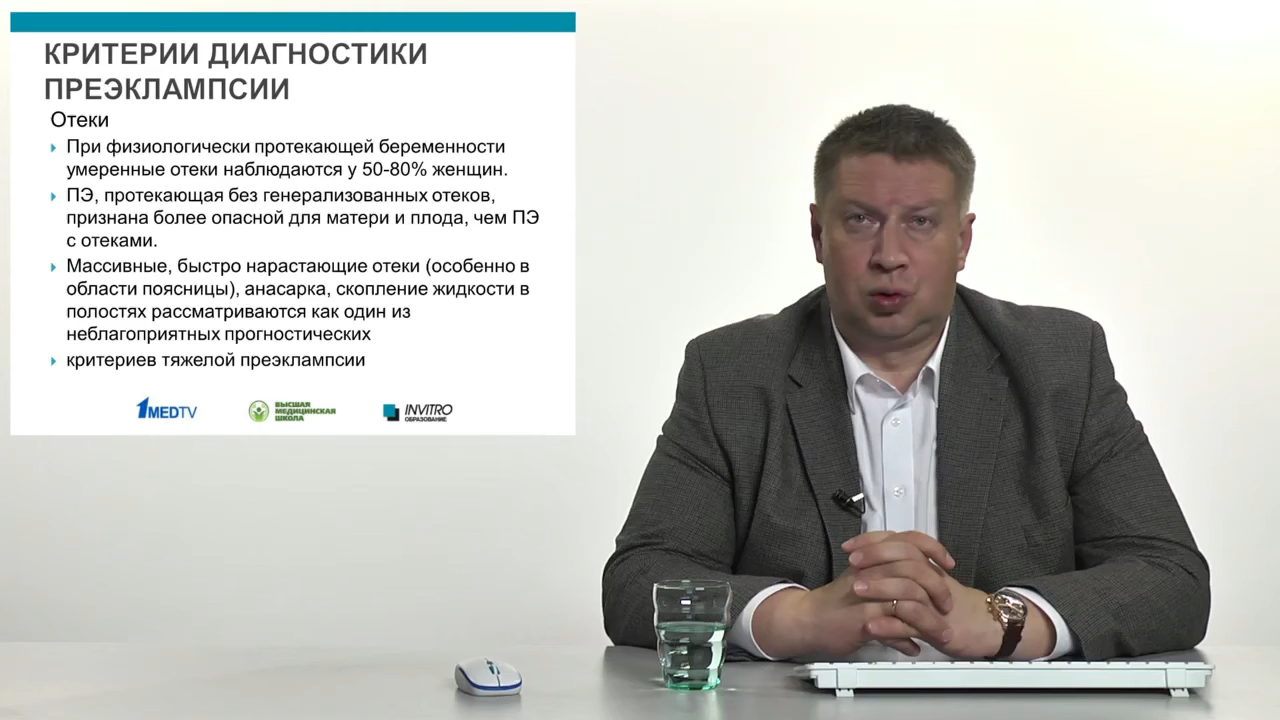 КРИТЕРИИ ДИАГНОСТИКИ
ПРЕЭКЛАМПСИИ
Отеки
При физиологически протекающей беременности
умеренные отеки наблюдаются у 50-80% женщин.
ПЭ, протекающая без генерализованных отеков,
признана более опасной для матери и плода, чем ПЭ
с отеками.
Массивные, быстро нарастающие отеки (особенно в
области поясницы), анасарка, скопление жидкости в
полостях рассматриваются как один из
неблагоприятных прогностических
критериев тяжелой преэклампсии
1MEDTV
ВЫСШАЯ
МЕДИЦИНСКАЯ
ШКОЛА
INVITRO
ОБРАЗОВАНИЕ